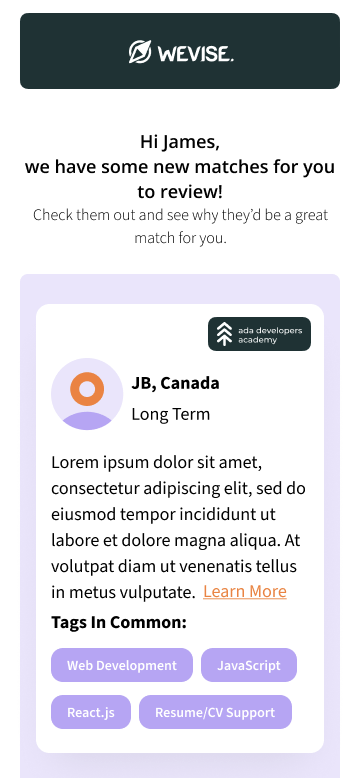 WEVISE.
Hi James,
we have some new matches for you
to review!
Check them out and see why they'd be a great
match for you.
ada developers
academy
JB, Canada
Long Term
Lorem ipsum dolor sit amet,
consectetur adipiscing elit, sed do
eiusmod tempor incididunt ut
labore et dolore magna aliqua. At
volutpat diam ut venenatis tellus
in metus vulputate. Learn More
Tags In Common:
Web Development JavaScript
React.js Resume/CV Support